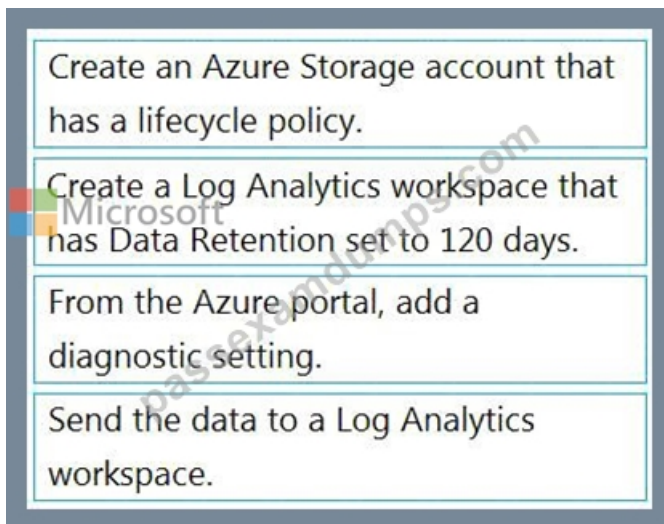 Create an Azure Storage account that
has a lifecycle policy.
Create a Log Analytics workspace that
Microsoft
has Data Retention set to 120 days.
From the Azure portal, add a
diagnostic setting.
Send the data to a Log Analytics
workspace.
passexamdumps.com